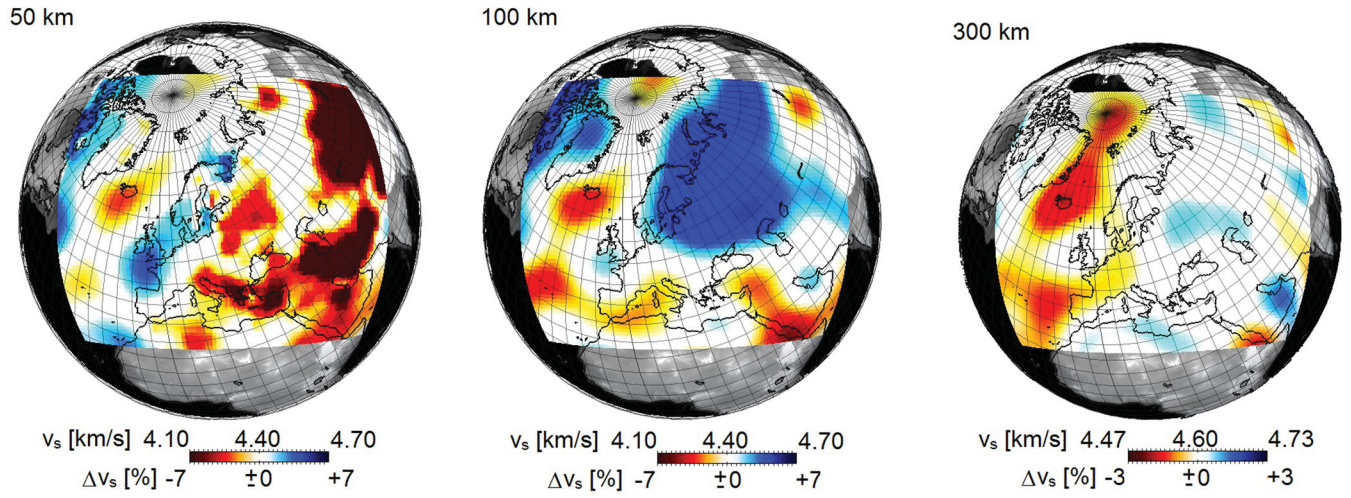 50 km
100 km
300 km
vs [km/s] 4.10 4.40 4.70
Δvs [%] -7 ±0 +7
vs [km/s] 4.10 4.40 4.70
Δvs [%] -7 ±0 +7
vs [km/s] 4.47 4.60 4.73
Δvs [%] -3 ±0 +3